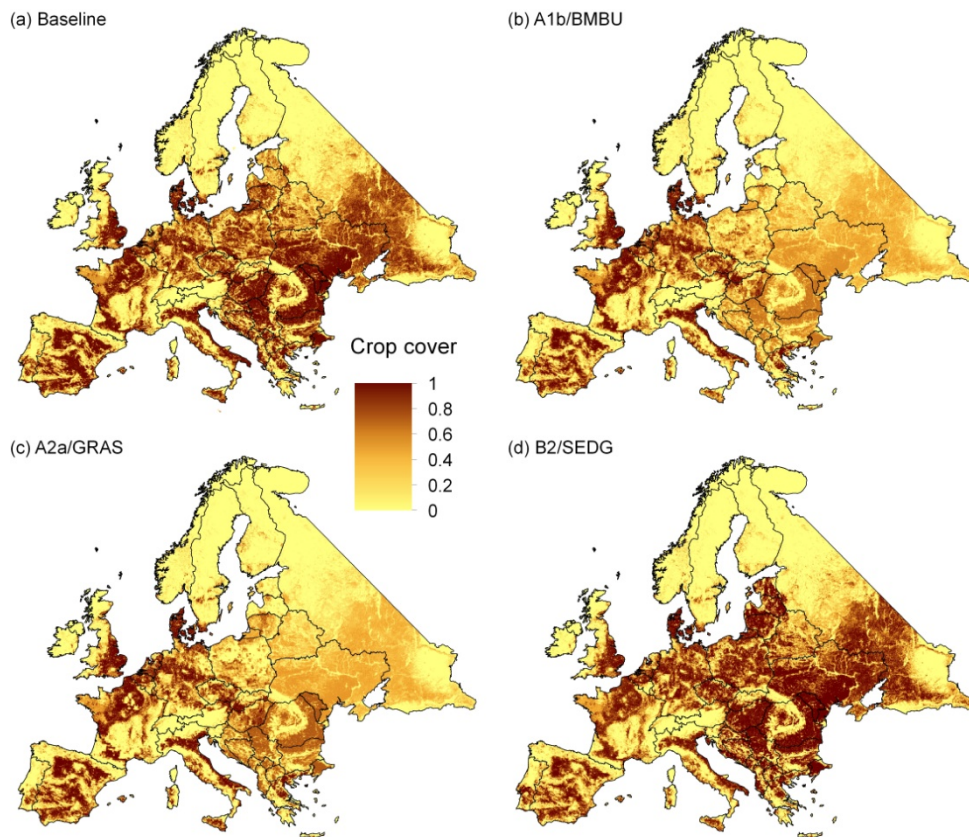 (a) Baseline
(b) A1b/BMBU
Crop cover
1
0.8
0.6
0.4
0.2
0
(c) A2a/GRAS
(d) B2/SEDG